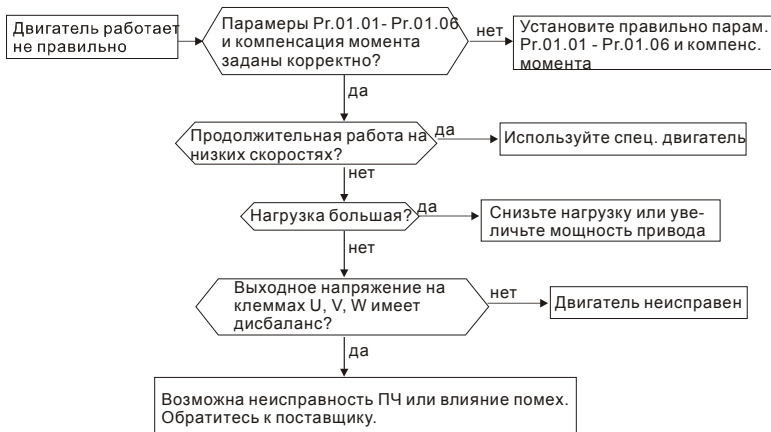 Двигатель работает
не правильно
Парамеры Pr.01.01- Pr.01.06
и компенсация момента
заданы корректно?
нет
Установите правильно парам.
Pr.01.01 - Pr.01.06 и компенс.
момента
да
Продолжительная работа на
низких скоростях?
да
Используйте спец. двигатель
нет
Нагрузка большая?
да
Снизьте нагрузку или уве-
личьте мощность привода
нет
Выходное напряжение на
клеммах U, V, W имеет
дисбаланс?
нет
Двигатель неисправен
да
Возможна неисправность ПЧ или влияние помех.
Обратитесь к поставщику.